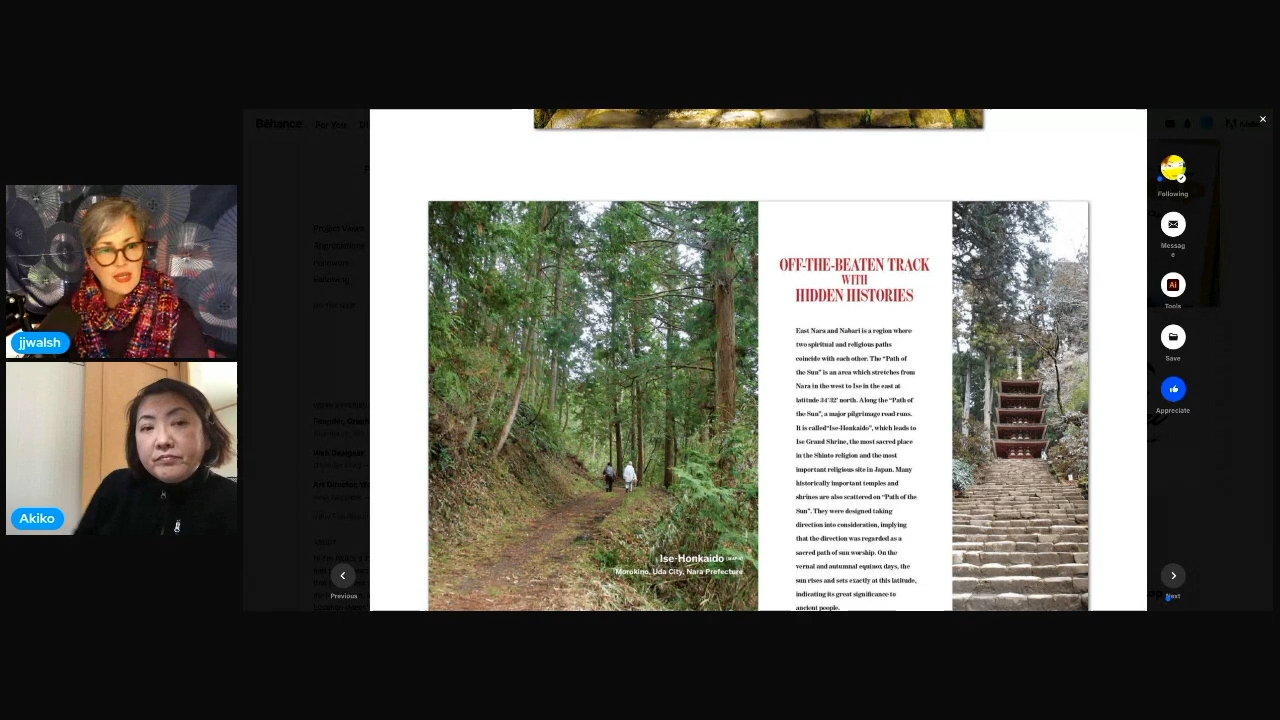 Bēhance
For You
jjwalsh
Akiko
OFF-THE-BEATEN TRACK
WITH
HIDDEN HISTORIES
East Nara and Nabari is a region where
two spiritual and religious paths
coincide with each other. The "Path of
the Sun" is an area which stretches from
Nara in the west to Ise in the east at
latitude 34°32' north. Along the "Path of
the Sun", a major pilgrimage road runs.
It is called"Ise-Honkaido", which leads to
Ise Grand Shrine, the most sacred place
in the Shinto religion and the most
important religious site in Japan. Many
historically important temples and
shrines are also scattered on "Path of the
Sun". They were designed taking
direction into consideration, implying
that the direction was regarded as a
sacred path of sun worship. On the
vernal and autumnal equinox days, the
sun rises and sets exactly at this latitude,
indicating its great significance to
ancient people.
Ise-Honkaido
Morokino, Uda City, Nara Prefecture
Previous
Following
Messag
e
Ai
Tools
Save
Appreciate
Next